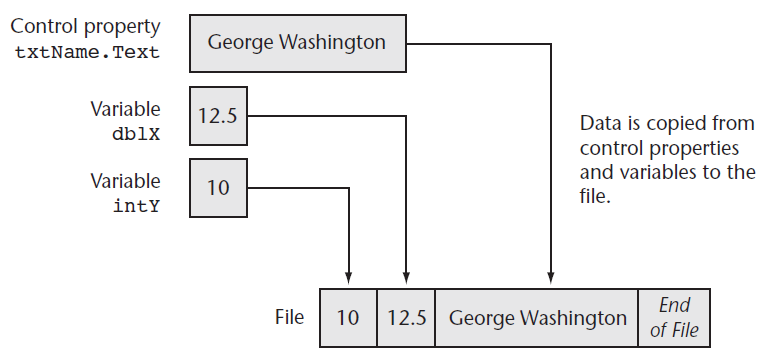 Control property
txtName.Text
George Washington
Variable
dblX
12.5
Variable
intY
10
Data is copied from
control properties
and variables to the
file.
File
10
12.5
George Washington
End
of File